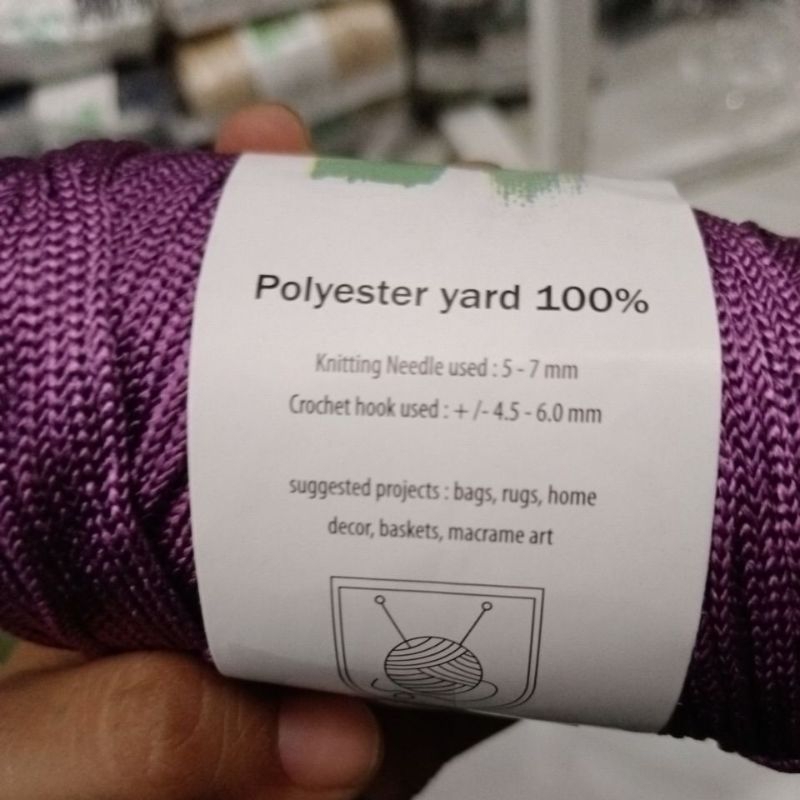 Polyester yard 100%
Knitting Needle used : 5 - 7 mm
Crochet hook used : + /- 4.5 - 6.0 mm
suggested projects : bags, rugs, home
decor, baskets, macrame art